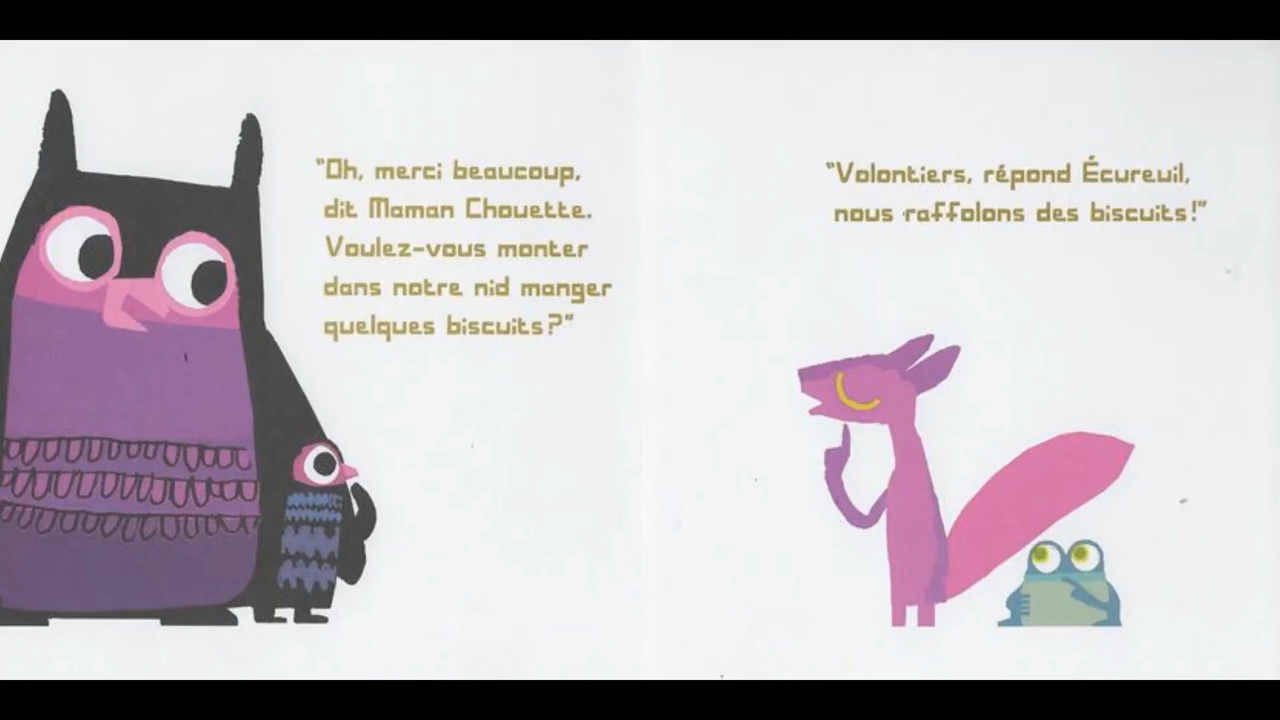 “Oh, merci beaucoup,
dit Maman Chouette.
Voulez-vous monter
dans notre nid manger
quelques biscuits?”
“Volontiers, répond Écureuil,
nous raffolons des biscuits!”